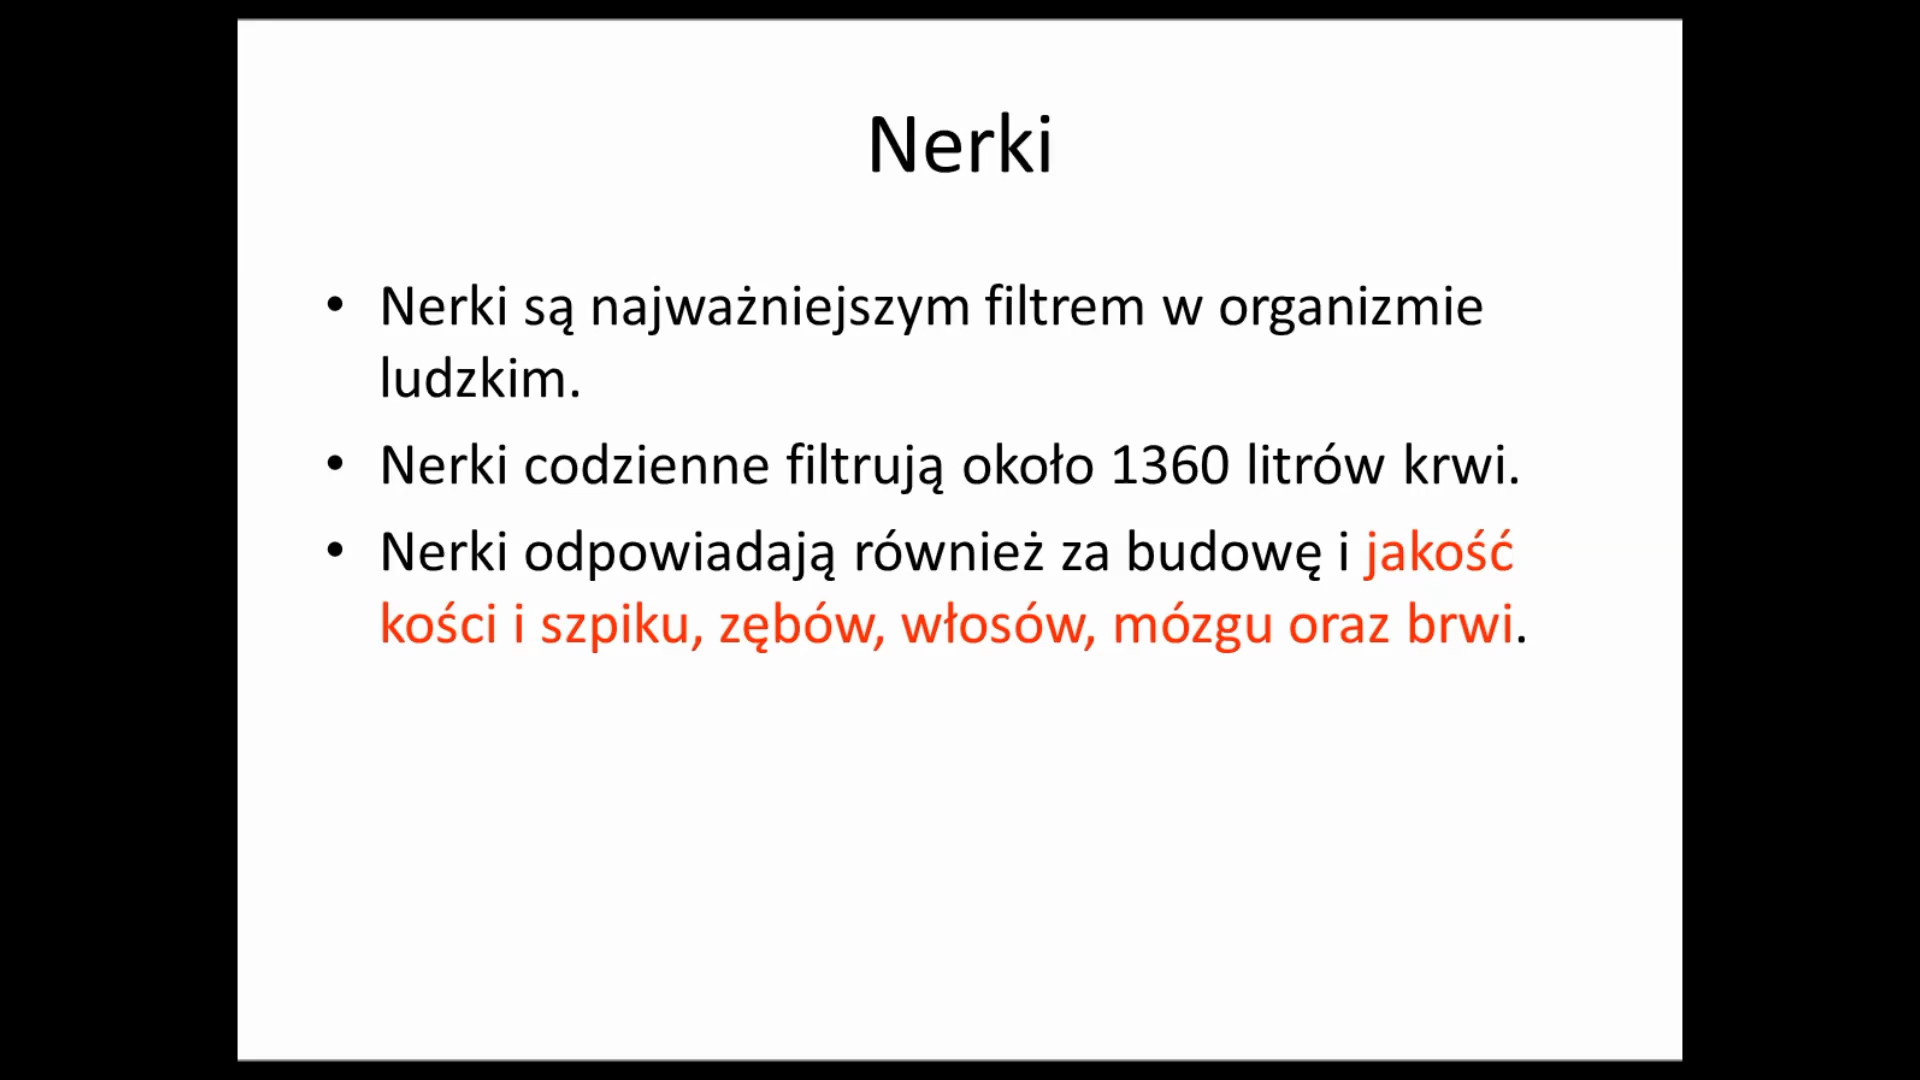 Nerki
• Nerki są najważniejszym filtrem w organizmie
ludzkim.
• Nerki codzienne filtrują około 1360 litrów krwi.
• Nerki odpowiadają również za budowę i jakość
kości i szpiku, zębów, włosów, mózgu oraz brwi.